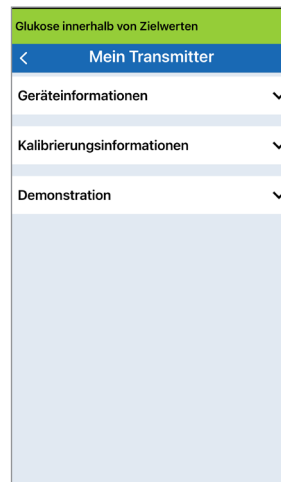 Glukose innerhalb von Zielwerten
Mein Transmitter
Geräteinformationen
Kalibrierungsinformationen
Demonstration